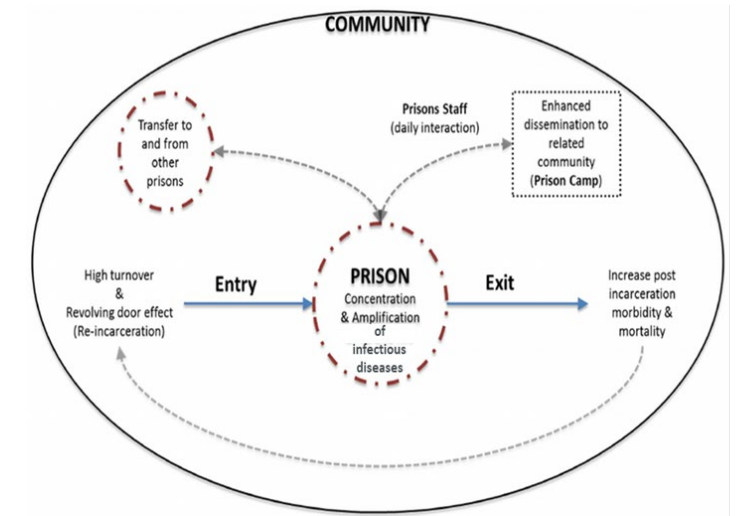 COMMUNITY
Transfer to
and from
other
prisons
Prisons Staff
(daily interaction)
Enhanced
dissemination to
related
community
(Prison Camp)
High turnover
&
Revolving door effect
(Re-incarceration)
Entry
PRISON
Concentration
& Amplification
of
infectious
diseases
Exit
Increase post
incarceration
morbidity &
mortality